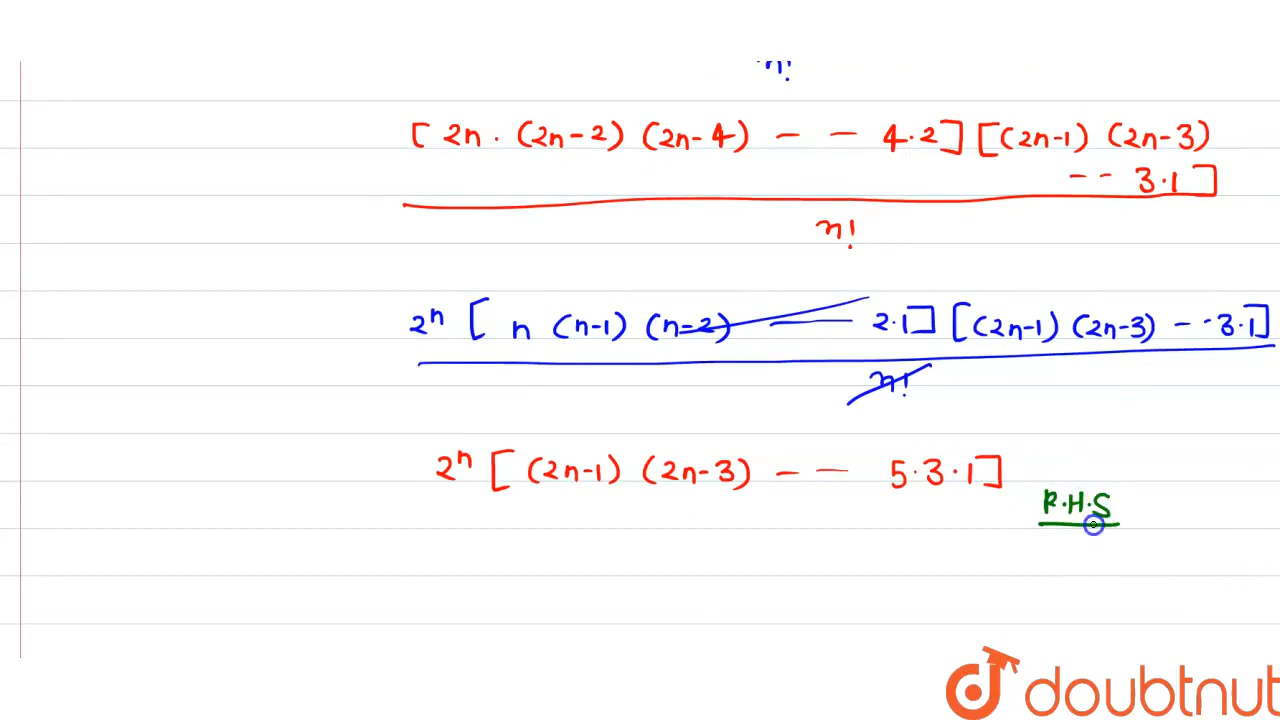 n!
[ 2n · (2n-2) (2n-4) - - 4·2] [(2n-1) (2n-3)
-- 3·1 ]
n!
2ⁿ [ n (n-1) (n-2) - 2·1] [(2n-1) (2n-3) -- 3·1]
n!
2ⁿ [ (2n-1) (2n-3) -- 5·3·1]
R·H·S
doubtnut